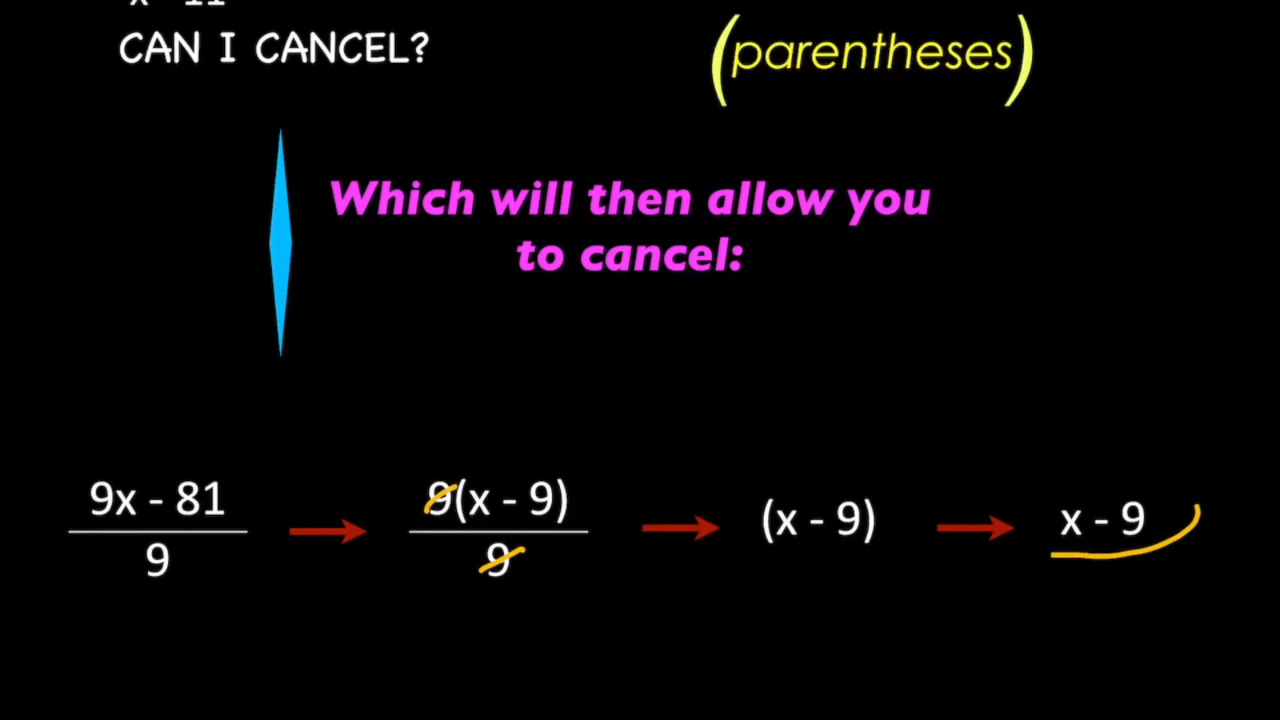 CAN I CANCEL?
(parentheses)
Which will then allow you
to cancel:
9x - 81
9
9(x - 9)
9
(x - 9)
x - 9